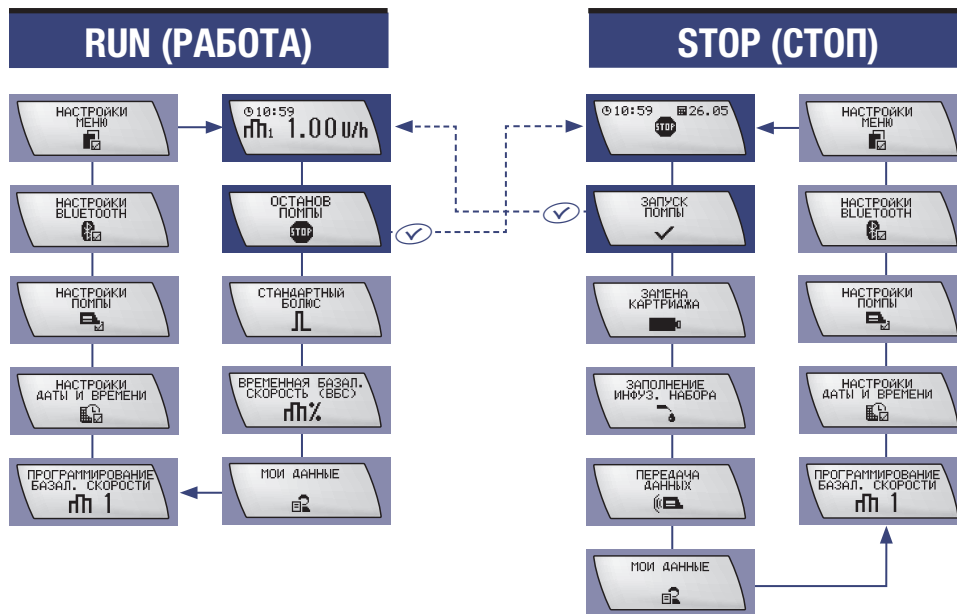 RUN (РАБОТА)
НАСТРОЙКИ
МЕНЮ
10:59
1 1.00 U/h
НАСТРОЙКИ
BLUETOOTH
ОСТАНОВ
ПОМПЫ
STOP
НАСТРОЙКИ
ПОМПЫ
СТАНДАРТНЫЙ
БОЛЮС
НАСТРОЙКИ
ДАТЫ И ВРЕМЕНИ
ВРЕМЕННАЯ БАЗАЛ.
СКОРОСТЬ (ВБС)
%
ПРОГРАММИРОВАНИЕ
БАЗАЛ. СКОРОСТИ
1
МОИ ДАННЫЕ
STOP (СТОП)
10:59 26.05
STOP
НАСТРОЙКИ
МЕНЮ
ЗАПУСК
ПОМПЫ
НАСТРОЙКИ
BLUETOOTH
ЗАМЕНА
КАРТРИДЖА
НАСТРОЙКИ
ПОМПЫ
ЗАПОЛНЕНИЕ
ИНФУЗ. НАБОРА
НАСТРОЙКИ
ДАТЫ И ВРЕМЕНИ
ПЕРЕДАЧА
ДАННЫХ
ПРОГРАММИРОВАНИЕ
БАЗАЛ. СКОРОСТИ
1
МОИ ДАННЫЕ